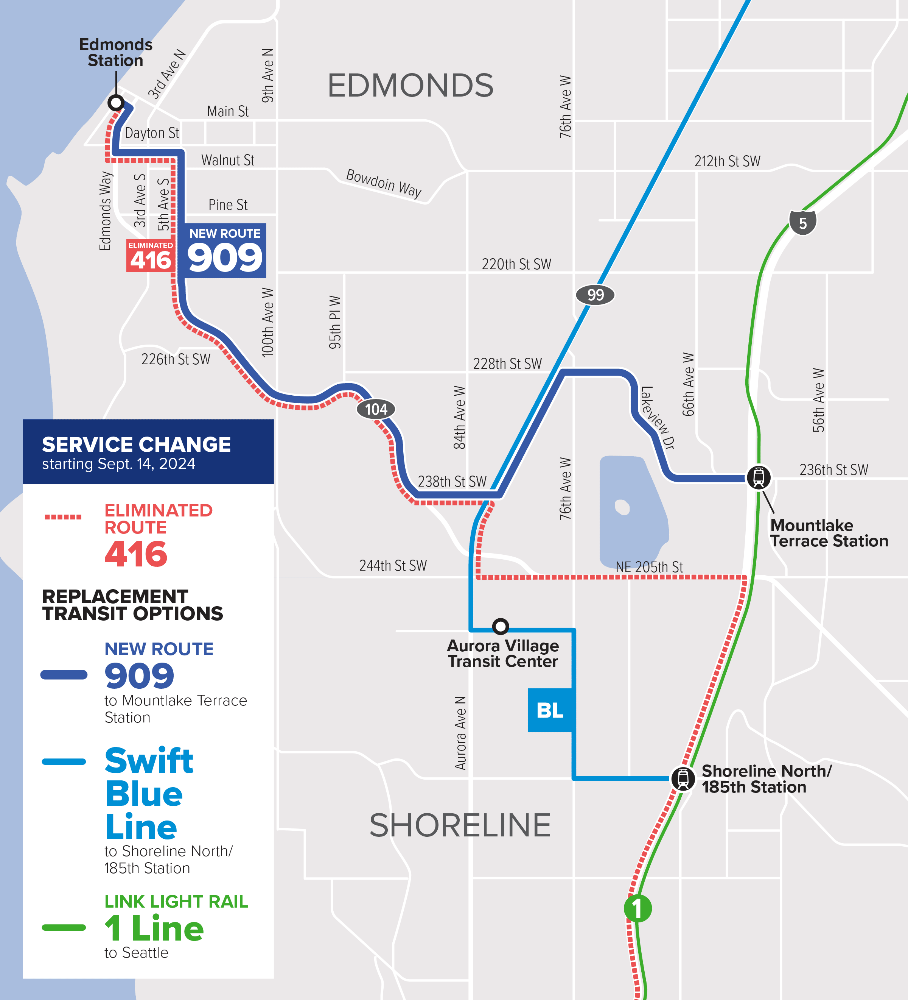 Edmonds
Station
3rd Ave N
9th Ave N
EDMONDS
76th Ave W
Main St
Dayton St
Walnut St
Bowdoin Way
212th St SW
Edmonds Way
3rd Ave S
5th Ave S
Pine St
5
ELIMINATED
416
NEW ROUTE
909
220th St SW
99
100th Ave W
95th Pl W
226th St SW
228th St SW
84th Ave W
Lakeview Dr
66th Ave W
56th Ave W
104
238th St SW
76th Ave W
236th St SW
Mountlake
Terrace Station
244th St SW
NE 205th St
Aurora Village
Transit Center
BL
Aurora Ave N
Shoreline North/
185th Station
SHORELINE
1
SERVICE CHANGE
starting Sept. 14, 2024
ELIMINATED
ROUTE
416
REPLACEMENT
TRANSIT OPTIONS
NEW ROUTE
909
to Mountlake Terrace
Station
Swift
Blue
Line
to Shoreline North/
185th Station
LINK LIGHT RAIL
1 Line
to Seattle